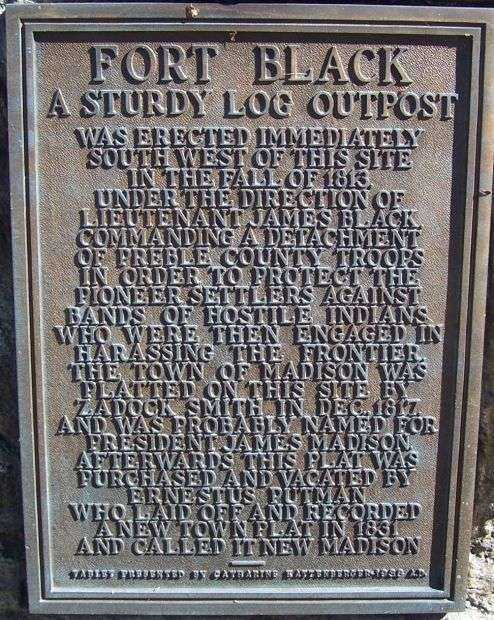 FORT BLACK
A STURDY LOG OUTPOST
WAS ERECTED IMMEDIATELY
SOUTH WEST OF THIS SITE
IN THE FALL OF 1813,
UNDER THE DIRECTION OF
LIEUTENANT JAMES BLACK
COMMANDING A DETACHMENT
OF PREBLE COUNTY TROOPS
IN ORDER TO PROTECT THE
PIONEER SETTLERS AGAINST
BANDS OF HOSTILE INDIANS
WHO WERE THEN ENGAGED IN
HARASSING THE FRONTIER.
THE TOWN OF MADISON WAS
PLATTED ON THIS SITE BY
ZADOCK SMITH IN DEC. 1817
AND WAS PROBABLY NAMED FOR
PRESIDENT JAMES MADISON
AFTERWARDS THIS PLAT WAS
PURCHASED AND VACATED BY
ERNESTUS PUTMAN
WHO LAID OFF AND RECORDED
A NEW TOWN PLAT IN 1831
AND CALLED IT NEW MADISON
TABLET PRESENTED BY CATHARINE KATTENBERGER